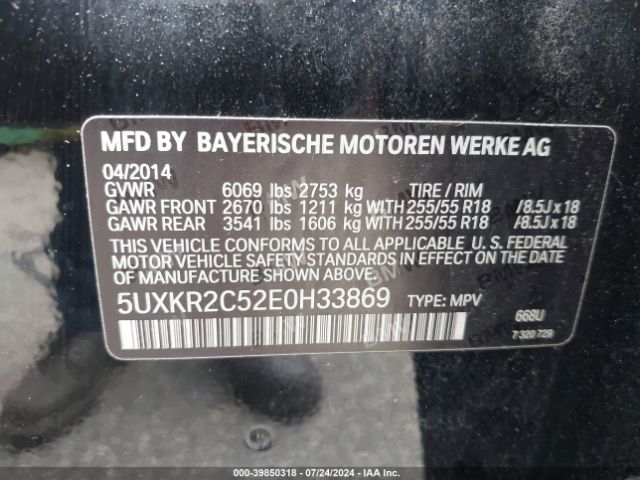 MFD BY BAYERISCHE MOTOREN WERKE AG
04/2014
GVWR 6069 lbs 2753 kg TIRE / RIM
GAWR FRONT 2670 lbs 1211 kg WITH 255/55 R18 /8.5J x 18
GAWR REAR 3541 lbs 1606 kg WITH 255/55 R18 /8.5J x 18
THIS VEHICLE CONFORMS TO ALL APPLICABLE U. S. FEDERAL
MOTOR VEHICLE SAFETY STANDARDS IN EFFECT ON THE DATE
OF MANUFACTURE SHOWN ABOVE.
5UXKR2C52E0H33869 TYPE: MPV
668U
7 320 729
000-39850318 / 07/24/2024 - IAA Inc.